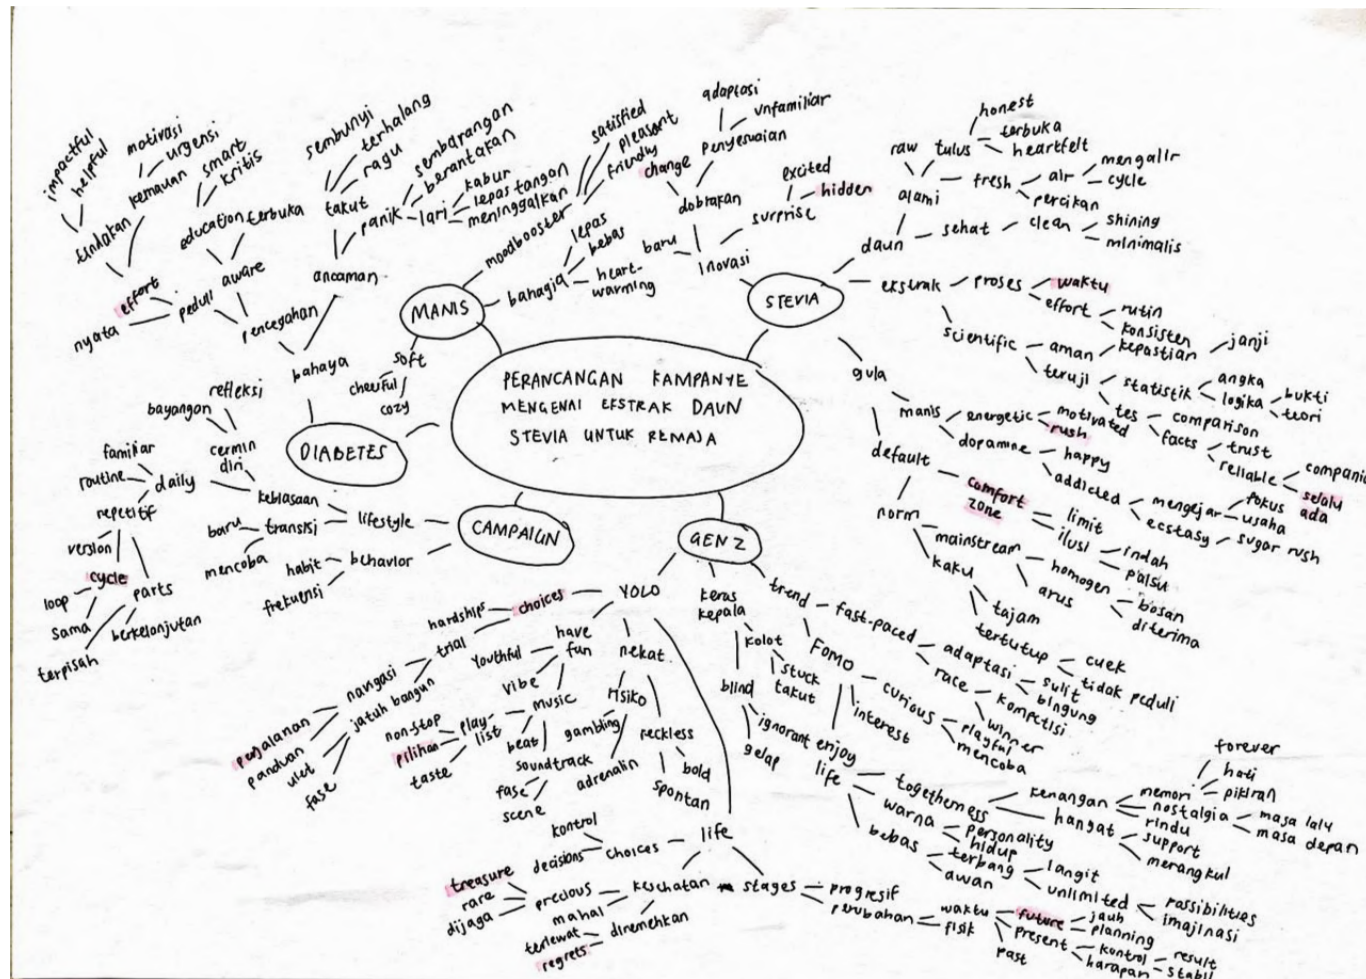 PERANCANGAN KAMPANYE
MENGENAI EKSTRAK DAUN
STEVIA UNTUK REMAJA
MANIS
moodbooster
satisfied
pleasant
friendly
bahagia
lepas
bebas
heart-
warming
soft
cheerful
cozy
STEVIA
inovasi
baru
dobrakan
change
penyesuaian
adaptasi
unfamiliar
surprise
excited
hidden
daun
alami
raw
tulus
honest
terbuka
heartfelt
fresh
air
mengalir
cycle
percikan
sehat
clean
shining
minimalis
ekstrak
proses
waktu
effort
rutin
konsisten
scientific
aman
kepastian
janji
teruji
statistik
angka
logika
bukti
teori
tes
comparison
facts
trust
reliable
selalu
ada
gula
manis
energetic
motivated
rush
dopamne
happy
addicted
mengejar
fokus
usaha
ecstasy
sugar rush
default
comfort
zone
limit
ilusi
indah
palsu
norm
mainstream
homogen
bosan
diterima
arus
kaku
tajam
tertutup
cuek
tidak peduli
GEN Z
trend
fast-paced
adaptasi
sulit
bingung
race
kompetisi
winner
FOMO
curious
playful
mencoba
interest
enjoy
life
togetherness
kenangan
memori
forever
hati
pikiran
nostalgia
masa lalu
masa depan
rindu
hangat
support
merangkul
warna
personality
hidup
bebas
terbang
langit
unlimited
possibilities
imajinasi
awan
keras
kepala
kolot
stuck
takut
blind
ignorant
gelap
YOLO
choices
hardships
trial
navigasi
perjalanan
panduan
jatuh bangun
ulet
fase
have
fun
youthful
vibe
music
play-
list
non-stop
pilihan
taste
beat
soundtrack
fase
scene
nekat
risiko
gambling
adrenalin
reckless
bold
spontan
life
choices
kontrol
decisions
kesehatan
precious
treasure
rare
dijaga
mahal
diremehkan
terlewat
regrets
stages
progresif
perubahan
waktu
future
jauh
planning
present
kontrol
harapan
result
stabil
past
fisik
CAMPAIGN
lifestyle
kebiasaan
cermin
diri
refleksi
bayangan
daily
familiar
routine
repetitif
version
cycle
loop
sama
parts
terpisah
berkelanjutan
transisi
baru
mencoba
behavior
habit
frekuensi
DIABETES
bahaya
ancaman
takut
sembunyi
terhalang
ragu
panik
sembarangan
berantakan
lari
kabur
lepas tangan
meninggalkan
pencegahan
aware
education
terbuka
peduli
nyata
effort
tindakan
impactful
helpful
kemauan
motivasi
urgensi
smart
kritis